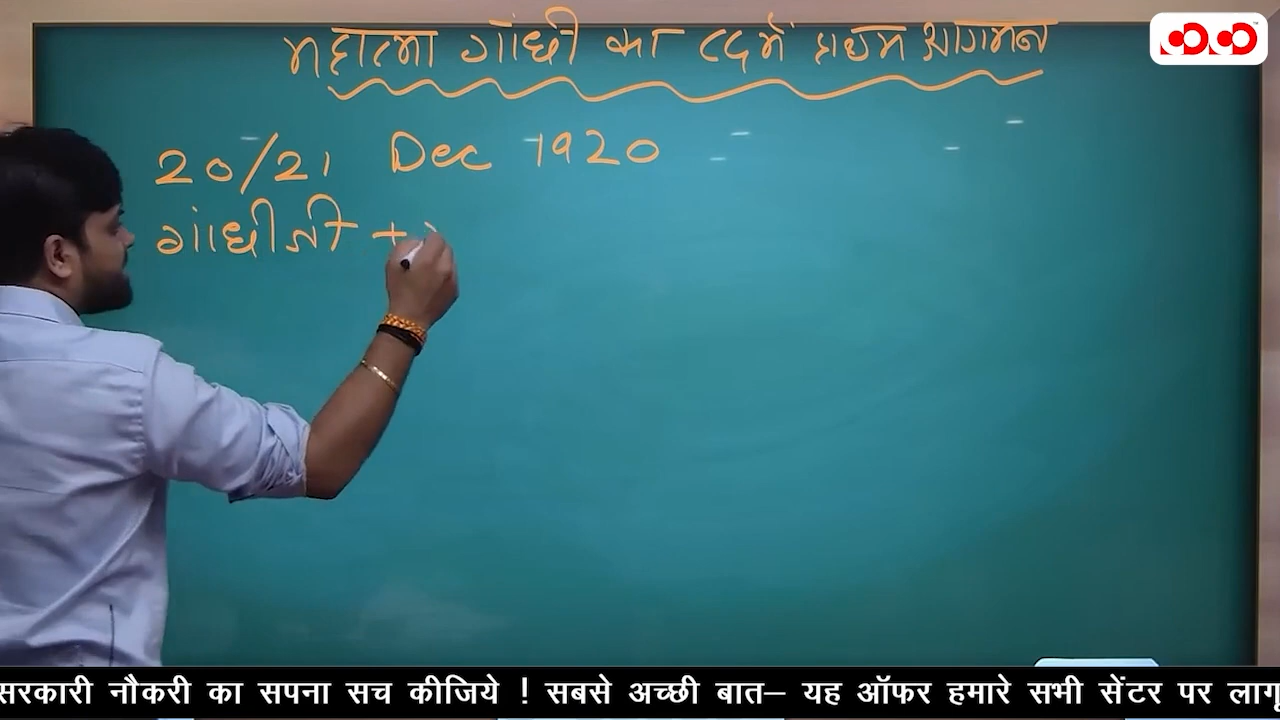 महात्मा गांधी का CG में प्रथम आगमन
20/21 Dec 1920
गांधीजी +
सरकारी नौकरी का सपना सच कीजिये ! सबसे अच्छी बात– यह ऑफर हमारे सभी सेंटर पर लागू